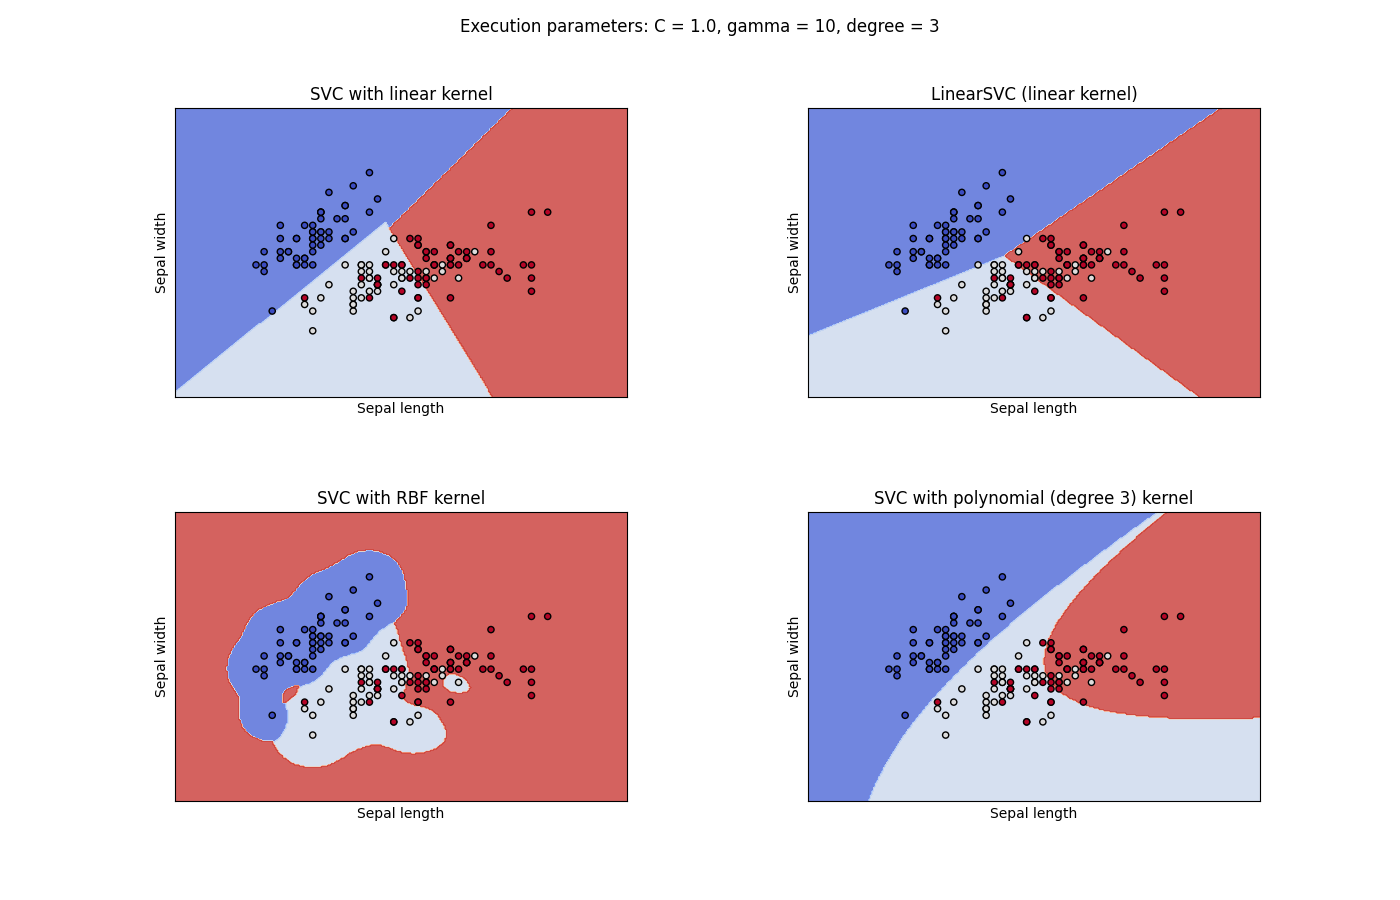 Execution parameters: C = 1.0, gamma = 10, degree = 3
SVC with linear kernel
Sepal width
Sepal length
LinearSVC (linear kernel)
Sepal width
Sepal length
SVC with RBF kernel
Sepal width
Sepal length
SVC with polynomial (degree 3) kernel
Sepal width
Sepal length